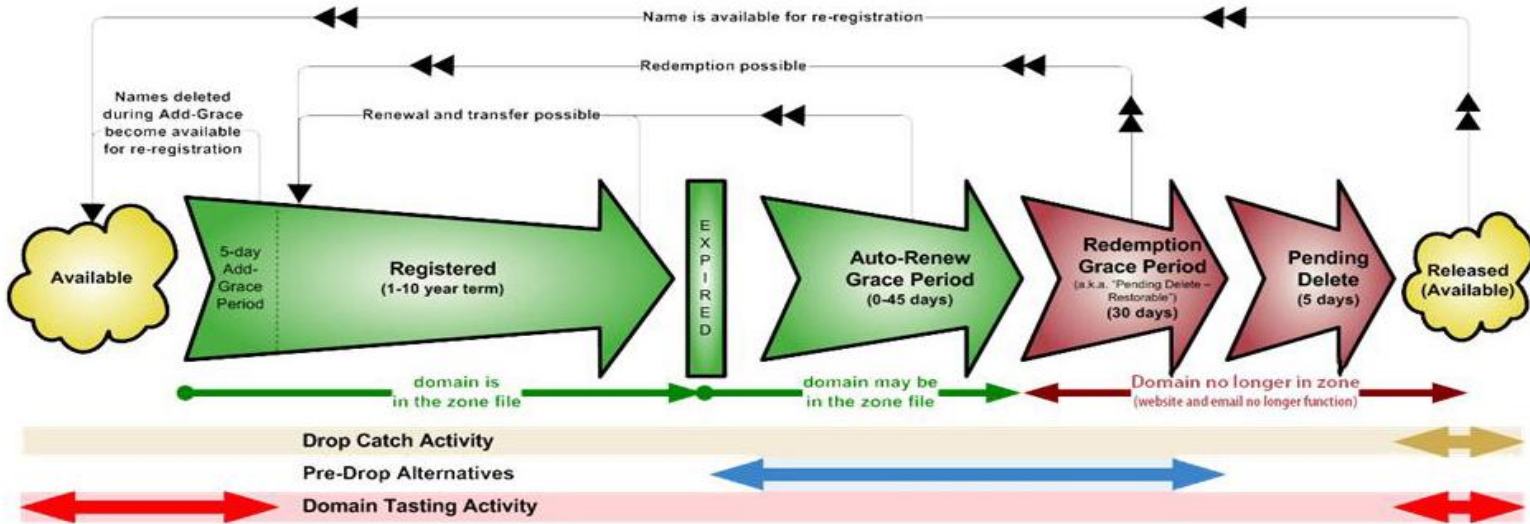 Name is available for re-registration
Redemption possible
Names deleted
during Add-Grace
become available
for re-registration
Renewal and transfer possible
Available
5-day
Add-
Grace
Period
Registered
(1-10 year term)
EXPIRED
Auto-Renew
Grace Period
(0-45 days)
Redemption
Grace Period
(a.k.a. "Pending Delete –
Restorable")
(30 days)
Pending
Delete
(5 days)
Released
(Available)
domain is
in the zone file
domain may be
in the zone file
Domain no longer in zone
(website and email no longer function)
Drop Catch Activity
Pre-Drop Alternatives
Domain Tasting Activity